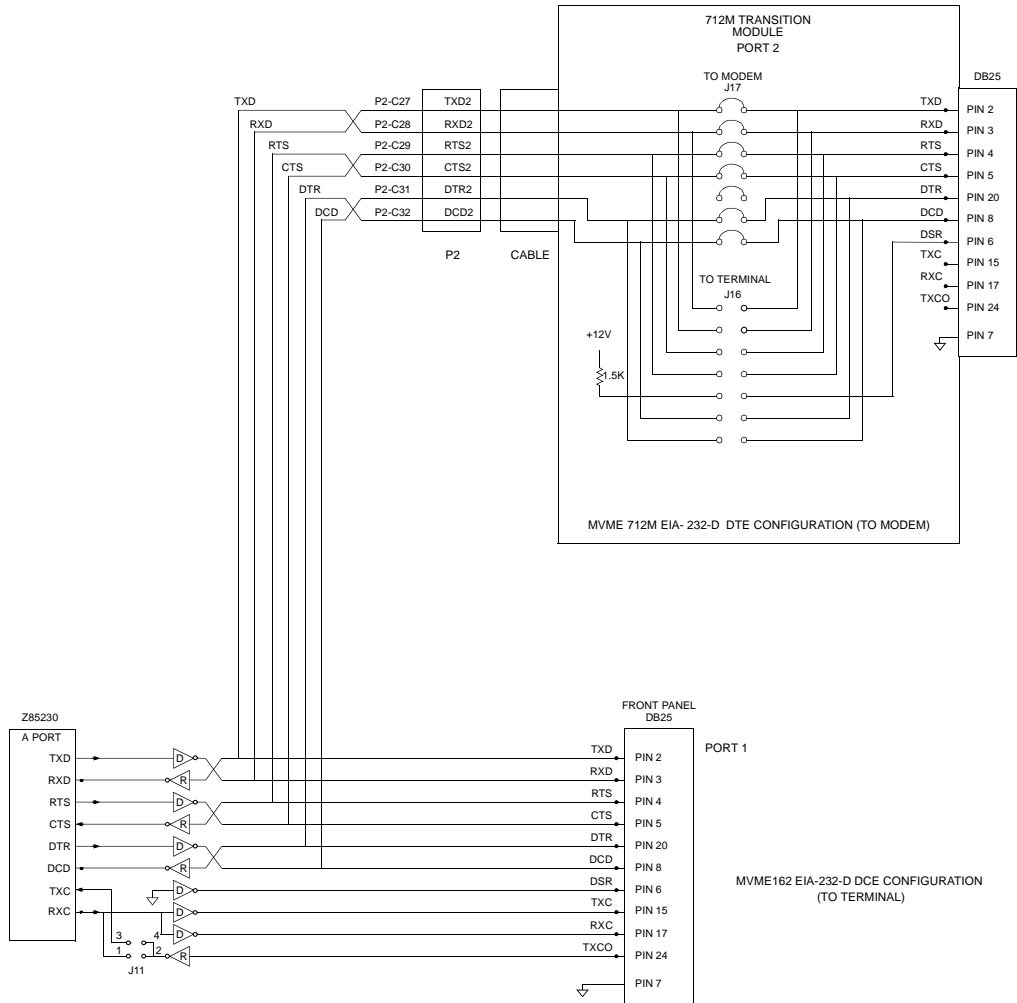 712M TRANSITION
MODULE
PORT 2
TO MODEM
J17
DB25
TXD
P2-C27
TXD2
TXD
PIN 2
RXD
P2-C28
RXD2
RXD
PIN 3
RTS
P2-C29
RTS2
RTS
PIN 4
CTS
P2-C30
CTS2
CTS
PIN 5
DTR
P2-C31
DTR2
DTR
PIN 20
DCD
P2-C32
DCD2
DCD
PIN 8
DSR
PIN 6
P2
CABLE
TXC
PIN 15
RXC
PIN 17
TXCO
PIN 24
PIN 7
TO TERMINAL
J16
+12V
1.5K
MVME 712M EIA- 232-D DTE CONFIGURATION (TO MODEM)
Z85230
A PORT
FRONT PANEL
DB25
PORT 1
TXD
D
TXD
PIN 2
RXD
R
RXD
PIN 3
RTS
D
RTS
PIN 4
CTS
R
CTS
PIN 5
DTR
D
DTR
PIN 20
DCD
R
DCD
PIN 8
TXC
D
DSR
PIN 6
RXC
D
TXC
PIN 15
3
4
D
RXC
PIN 17
1
2
R
TXCO
PIN 24
J11
PIN 7
MVME162 EIA-232-D DCE CONFIGURATION
(TO TERMINAL)